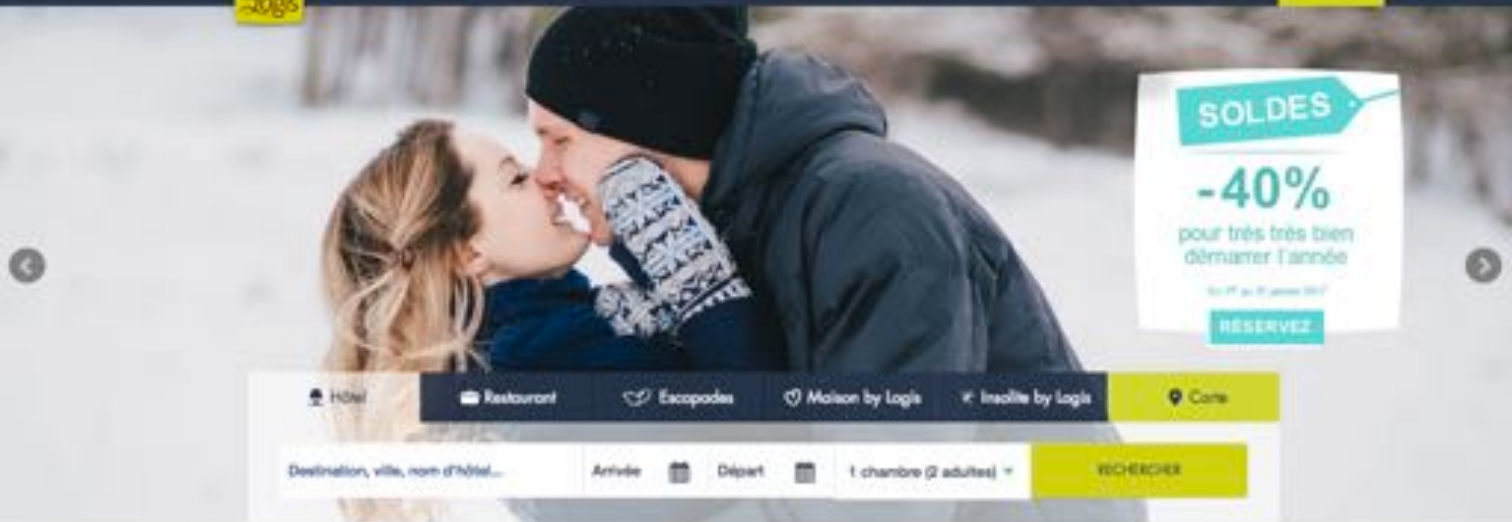 Logis
SOLDES
-40%
pour très très bien
démarrer l'année
RÉSERVEZ
Hôtel
Restaurant
Escapades
Maison by Logis
Insolite by Logis
Carte
Destination, ville, nom d'hôtel...
Arrivée
Départ
1 chambre (2 adultes)
RECHERCHER